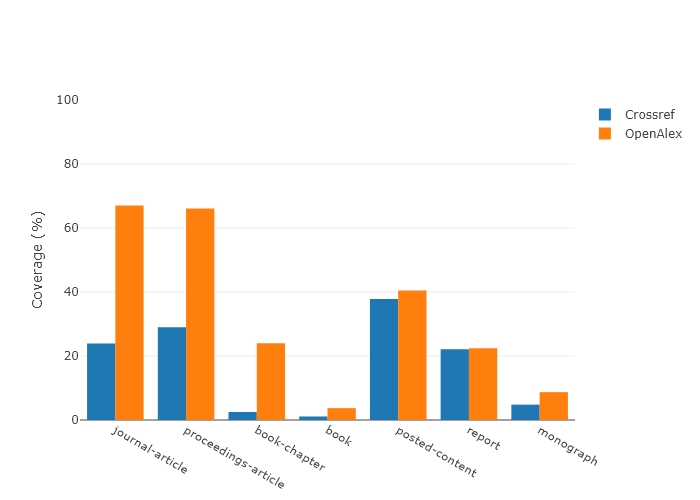 100
80
60
40
20
0
Coverage (%)
journal-article
proceedings-article
book-chapter
book
posted-content
report
monograph
Crossref
OpenAlex